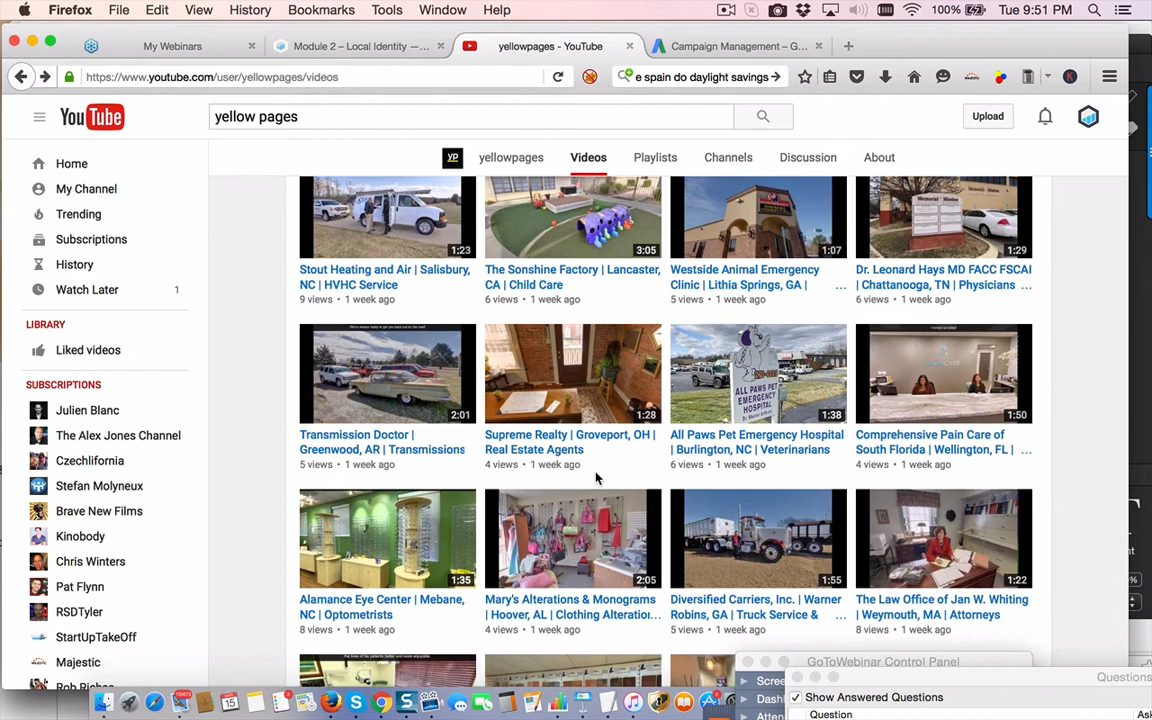 Firefox File Edit View History Bookmarks Tools Window Help 100% Tue 9:51 PM
My Webinars Module 2 – Local Identity —... yellowpages - YouTube Campaign Management – G...
https://www.youtube.com/user/yellowpages/videos e spain do daylight savings
YouTube yellow pages Upload
yp yellowpages Videos Playlists Channels Discussion About
Home
My Channel
Trending
Subscriptions
History
Watch Later 1
LIBRARY
Liked videos
SUBSCRIPTIONS
Julien Blanc
The Alex Jones Channel
Czechlifornia
Stefan Molyneux
Brave New Films
Kinobody
Chris Winters
Pat Flynn
RSDTyler
StartUpTakeOff
Majestic
1:23 3:05 1:07 1:29
Stout Heating and Air | Salisbury,
NC | HVHC Service
9 views • 1 week ago
The Sonshine Factory | Lancaster,
CA | Child Care
6 views • 1 week ago
Westside Animal Emergency
Clinic | Lithia Springs, GA | ...
5 views • 1 week ago
Dr. Leonard Hays MD FACC FSCAI
| Chattanooga, TN | Physicians ...
6 views • 1 week ago
ALL PAWS PET
EMERGENCY
HOSPITAL
2:01 1:28 1:38 1:50
Transmission Doctor |
Greenwood, AR | Transmissions
5 views • 1 week ago
Supreme Realty | Groveport, OH |
Real Estate Agents
4 views • 1 week ago
All Paws Pet Emergency Hospital
| Burlington, NC | Veterinarians
6 views • 1 week ago
Comprehensive Pain Care of
South Florida | Wellington, FL | ...
4 views • 1 week ago
1:35 2:05 1:55 1:22
Alamance Eye Center | Mebane,
NC | Optometrists
8 views • 1 week ago
Mary's Alterations & Monograms
| Hoover, AL | Clothing Alteratio...
4 views • 1 week ago
Diversified Carriers, Inc. | Warner
Robins, GA | Truck Service & ...
5 views • 1 week ago
The Law Office of Jan W. Whiting
| Weymouth, MA | Attorneys
8 views • 1 week ago
GoToWebinar Control Panel
Questions
Show Answered Questions
Question